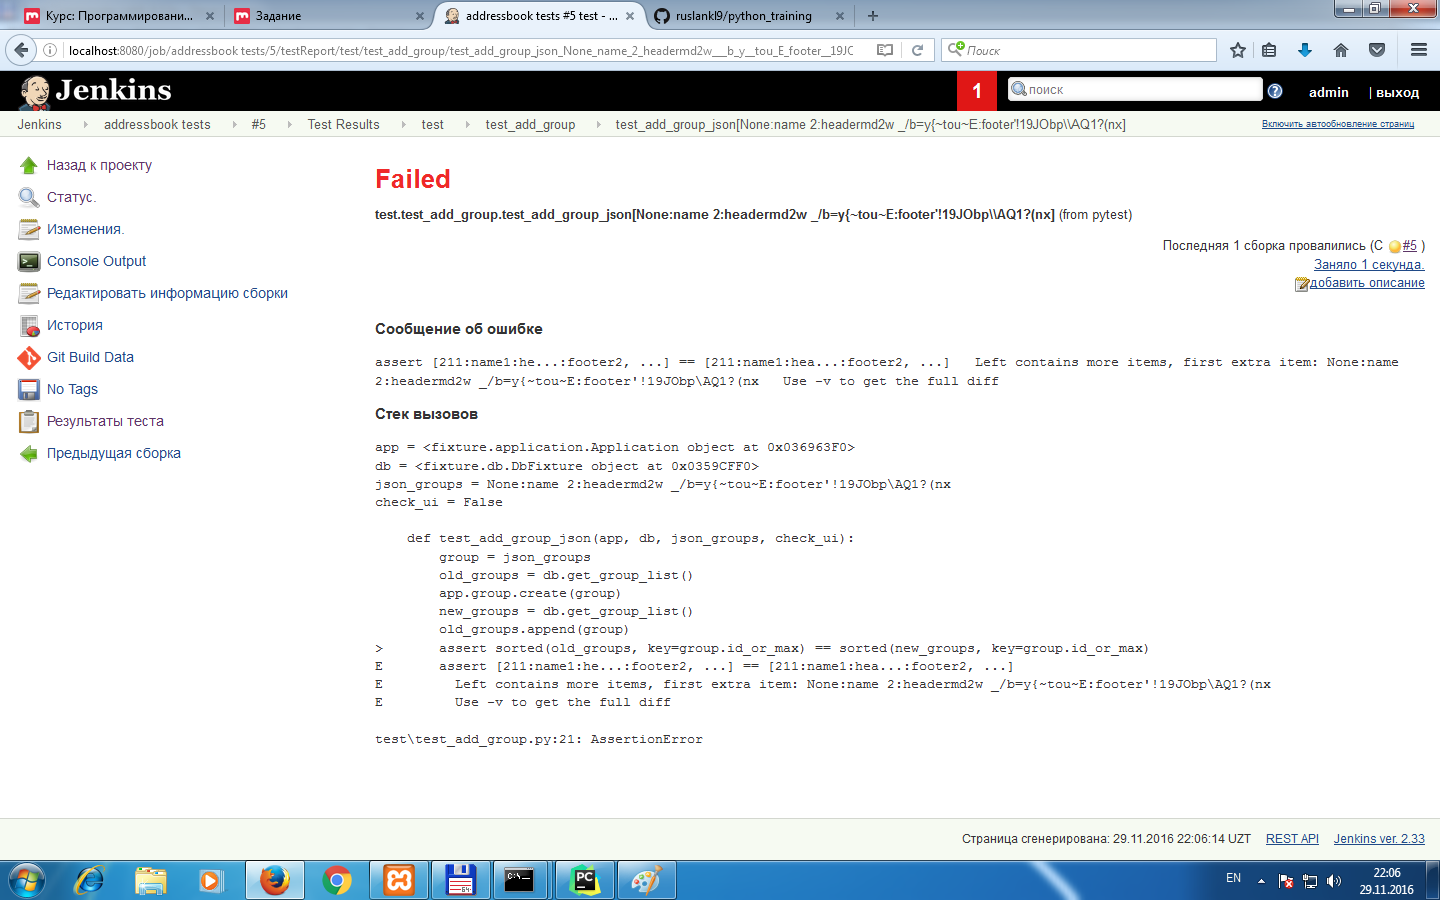 Курс: Программировани...
Задание
addressbook tests #5 test - ...
ruslankl9/python_training
localhost:8080/job/addressbook tests/5/testReport/test/test_add_group/test_add_group_json_None_name_2_headermd2w___b_y__tou_E_footer__19JC
Поиск
Jenkins
1
поиск
admin
| выход
Jenkins
addressbook tests
#5
Test Results
test
test_add_group
test_add_group_json[None:name 2:headermd2w _/b=y{~tou~E:footer'!19JObp\\AQ1?(nx]
Включить автообновление страниц
Назад к проекту
Статус.
Изменения.
Console Output
Редактировать информацию сборки
История
Git Build Data
No Tags
Результаты теста
Предыдущая сборка
Failed
test.test_add_group.test_add_group_json[None:name 2:headermd2w _/b=y{~tou~E:footer'!19JObp\\AQ1?(nx] (from pytest)
Последняя 1 сборка провалились (С #5 )
Заняло 1 секунда.
добавить описание
Сообщение об ошибке
assert [211:name1:he...:footer2, ...] == [211:name1:hea...:footer2, ...]   Left contains more items, first extra item: None:name
2:headermd2w _/b=y{~tou~E:footer'!19JObp\AQ1?(nx   Use -v to get the full diff
Стек вызовов
app = <fixture.application.Application object at 0x036963F0>
db = <fixture.db.DbFixture object at 0x0359CFF0>
json_groups = None:name 2:headermd2w _/b=y{~tou~E:footer'!19JObp\AQ1?(nx
check_ui = False
def test_add_group_json(app, db, json_groups, check_ui):
group = json_groups
old_groups = db.get_group_list()
app.group.create(group)
new_groups = db.get_group_list()
old_groups.append(group)
>       assert sorted(old_groups, key=group.id_or_max) == sorted(new_groups, key=group.id_or_max)
E       assert [211:name1:he...:footer2, ...] == [211:name1:hea...:footer2, ...]
E         Left contains more items, first extra item: None:name 2:headermd2w _/b=y{~tou~E:footer'!19JObp\AQ1?(nx
E         Use -v to get the full diff
test\test_add_group.py:21: AssertionError
Страница сгенерирована: 29.11.2016 22:06:14 UZT
REST API
Jenkins ver. 2.33
64
C:\.
PC
EN
22:06
29.11.2016